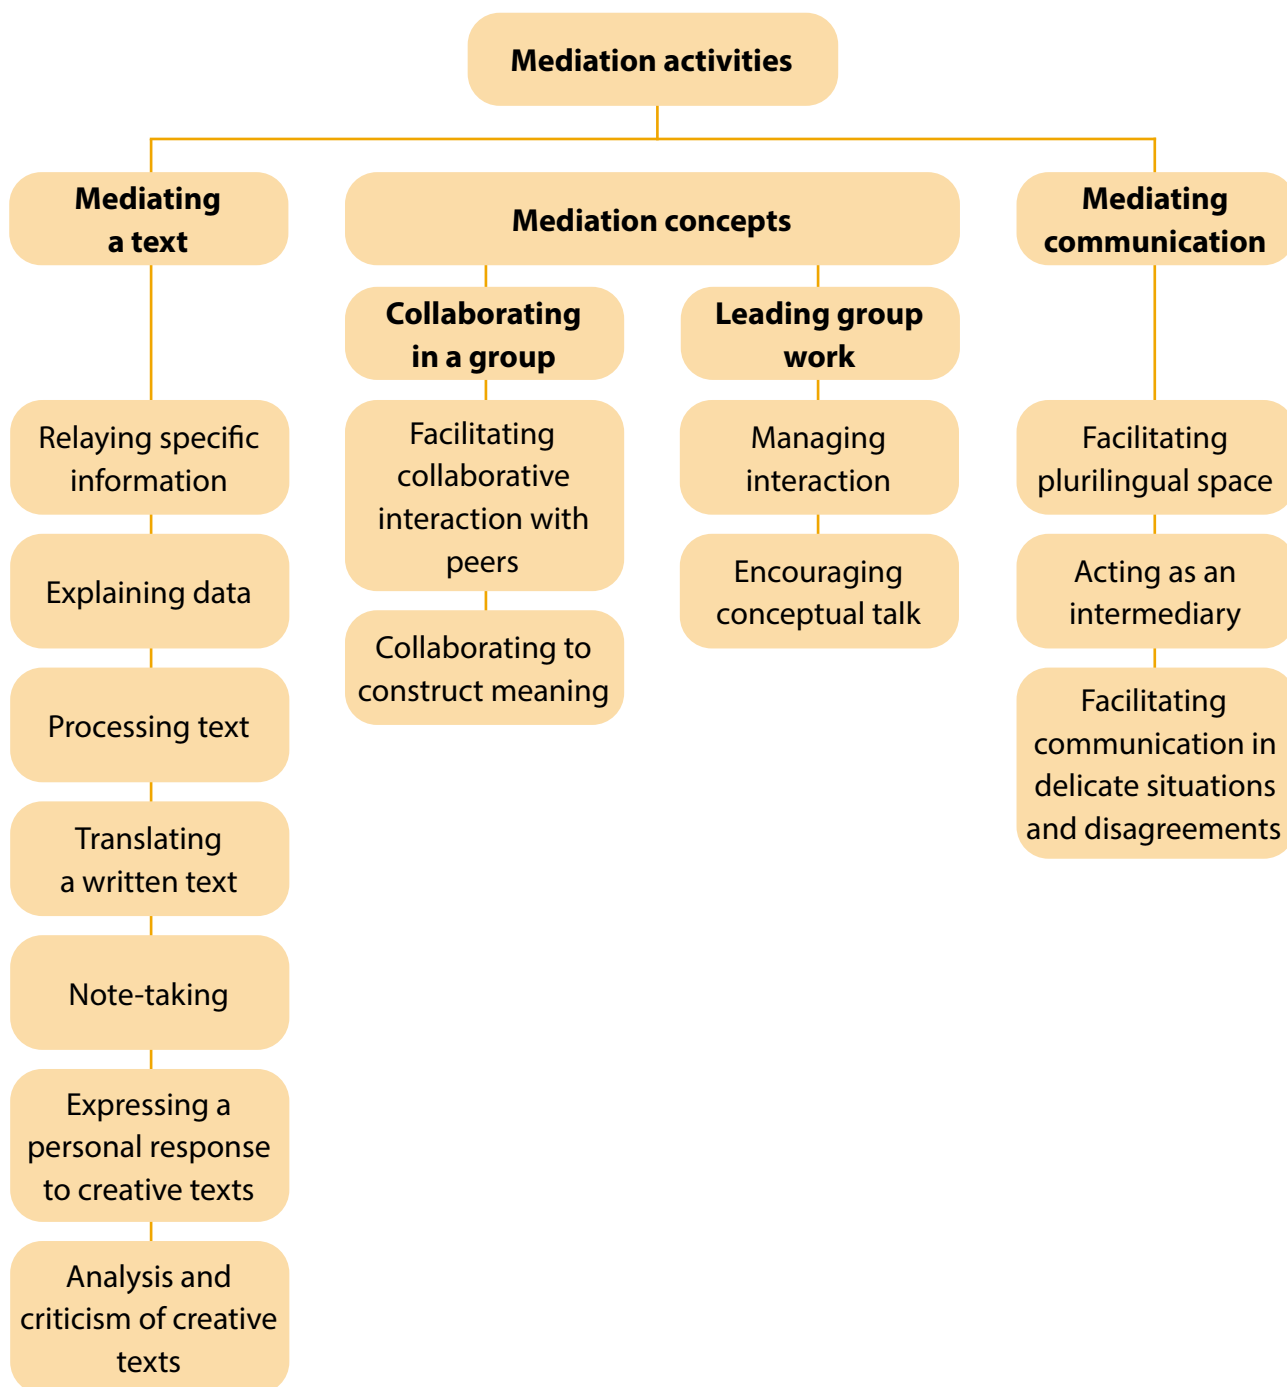 Mediation activities
Mediating
a text
Mediation concepts
Mediating
communication
Collaborating
in a group
Leading group
work
Relaying specific
information
Explaining data
Processing text
Translating
a written text
Note-taking
Expressing a
personal response
to creative texts
Analysis and
criticism of creative
texts
Facilitating
collaborative
interaction with
peers
Collaborating to
construct meaning
Managing
interaction
Encouraging
conceptual talk
Facilitating
plurilingual space
Acting as an
intermediary
Facilitating
communication in
delicate situations
and disagreements